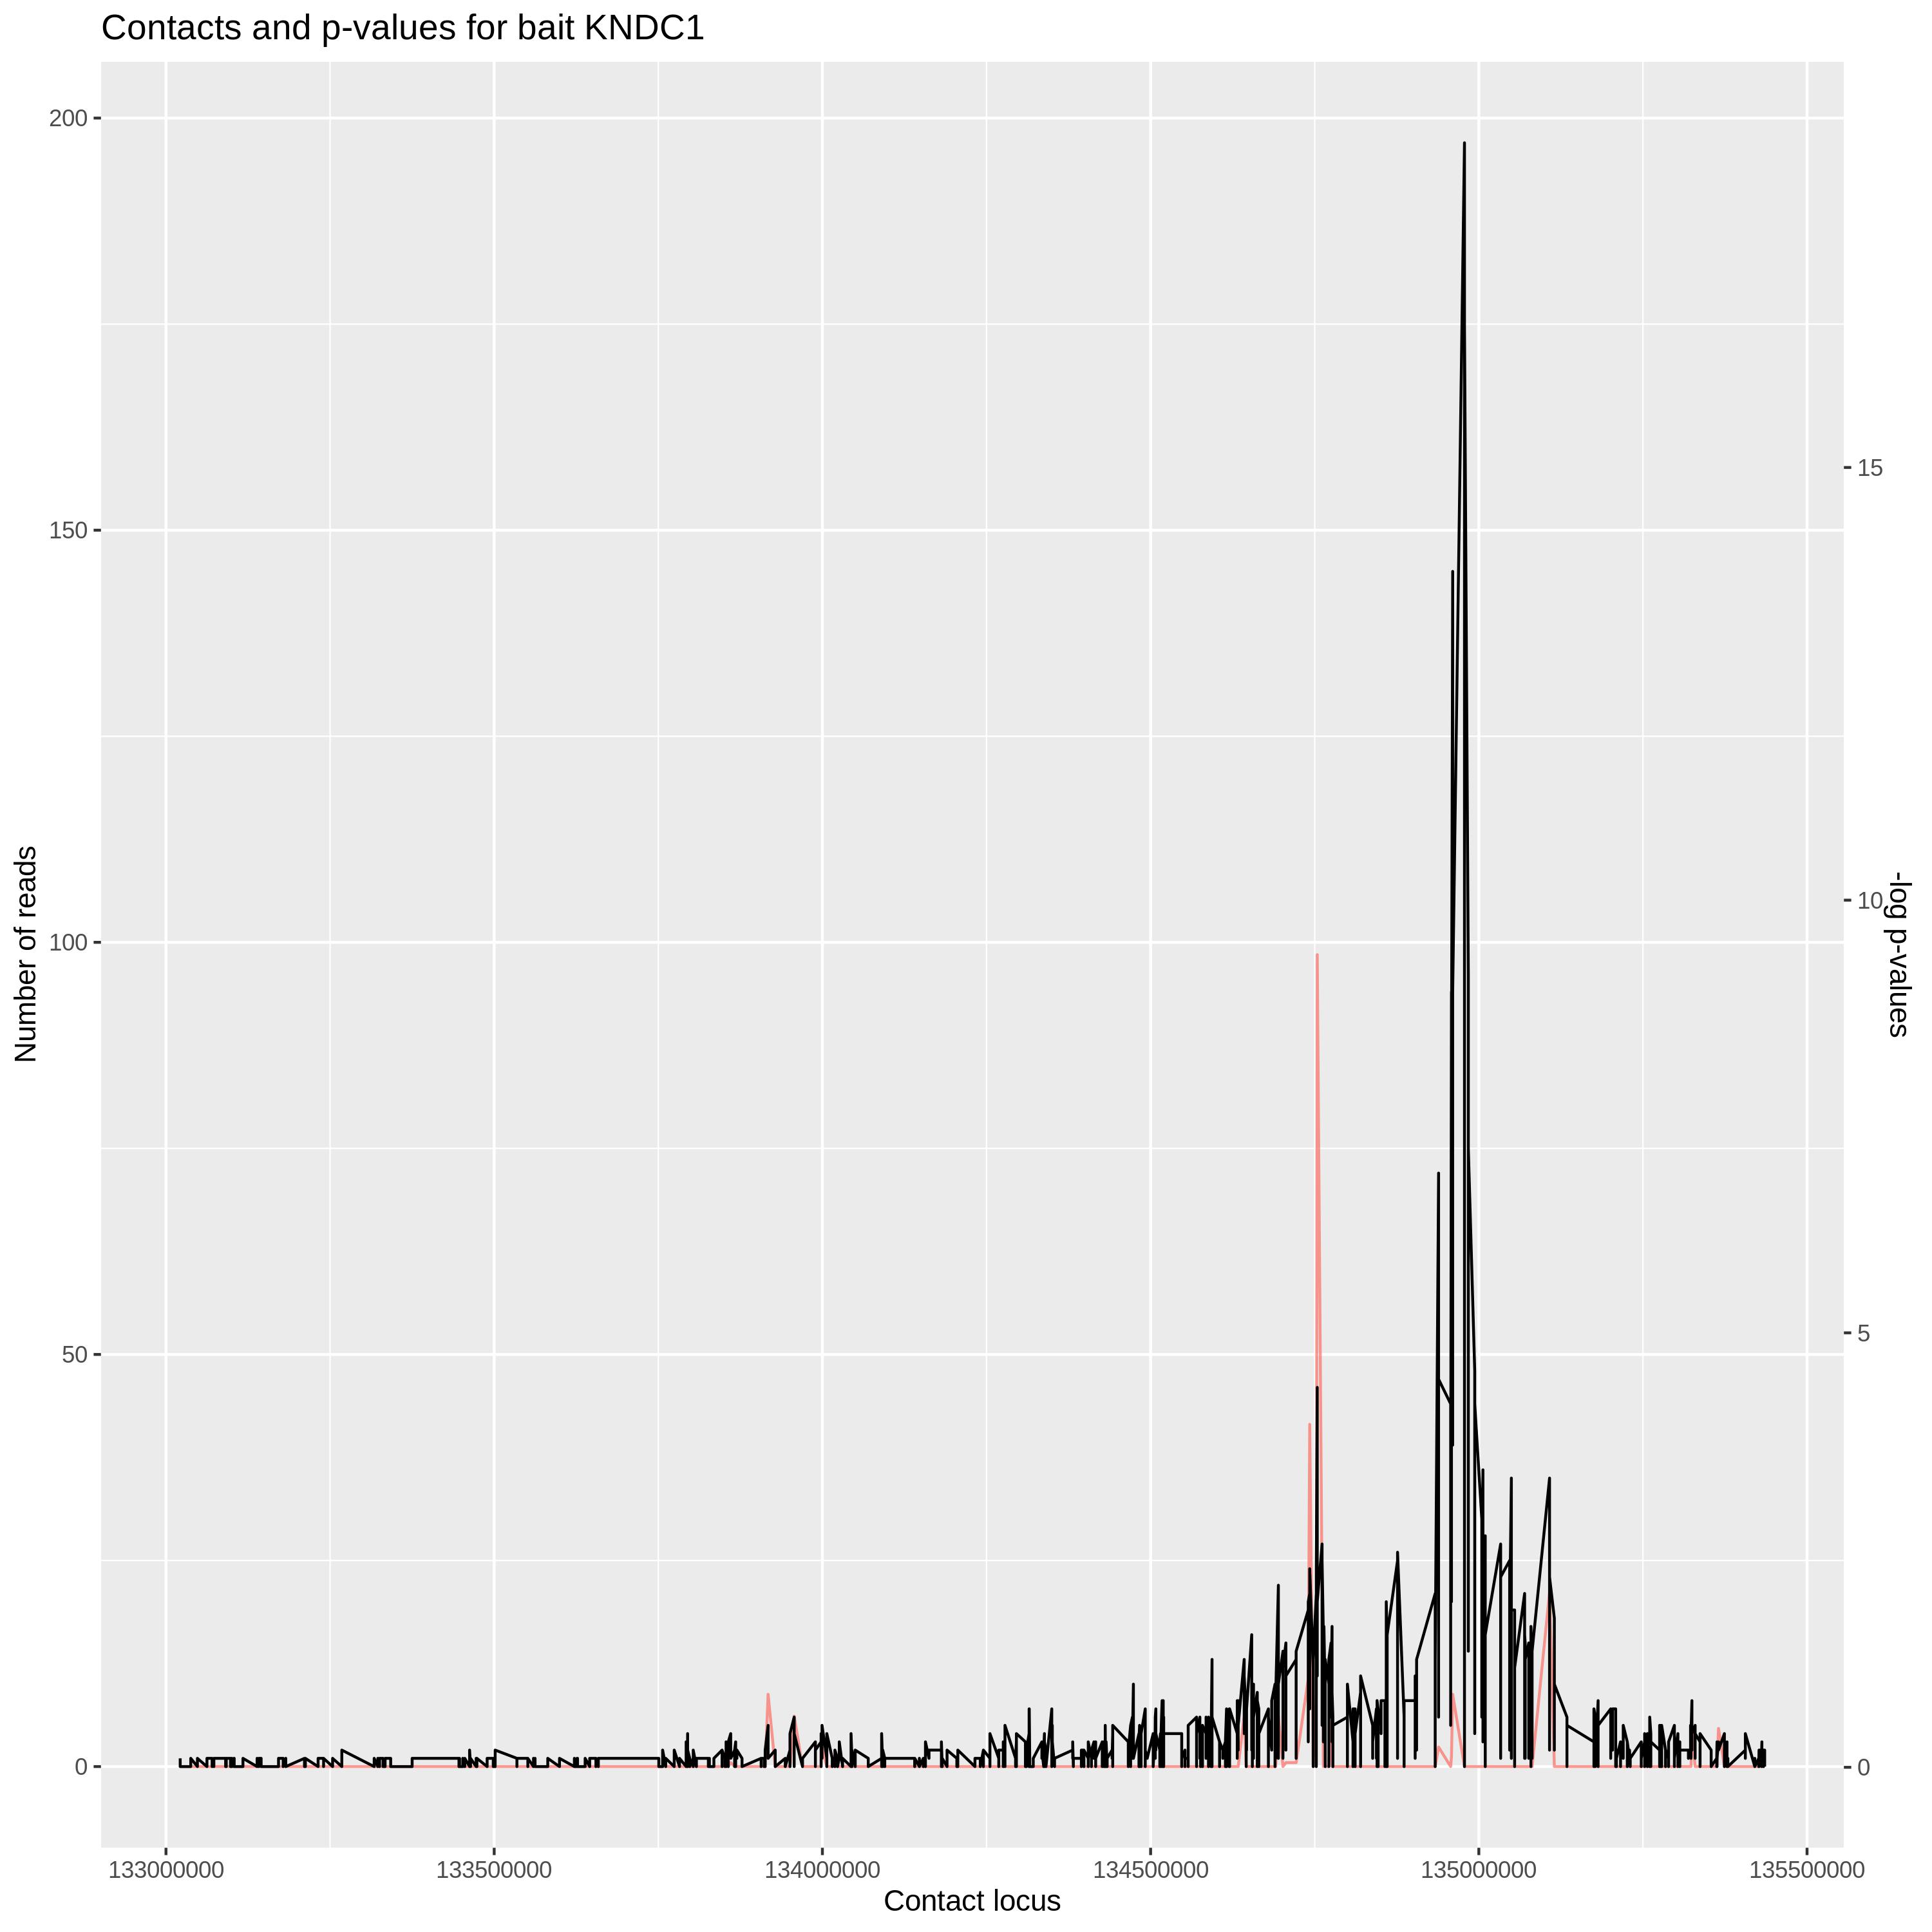 Contacts and p-values for bait KNDC1
200
150
100
50
0
Number of reads
15
10
5
0
-log p-values
133000000 133500000 134000000 134500000 135000000 135500000
Contact locus